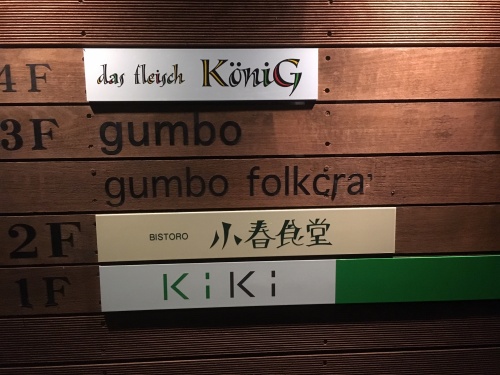 4F das fleisch KöniG
3F gumbo
gumbo folkcra
2F BISTORO 小春食堂
1F KiKi